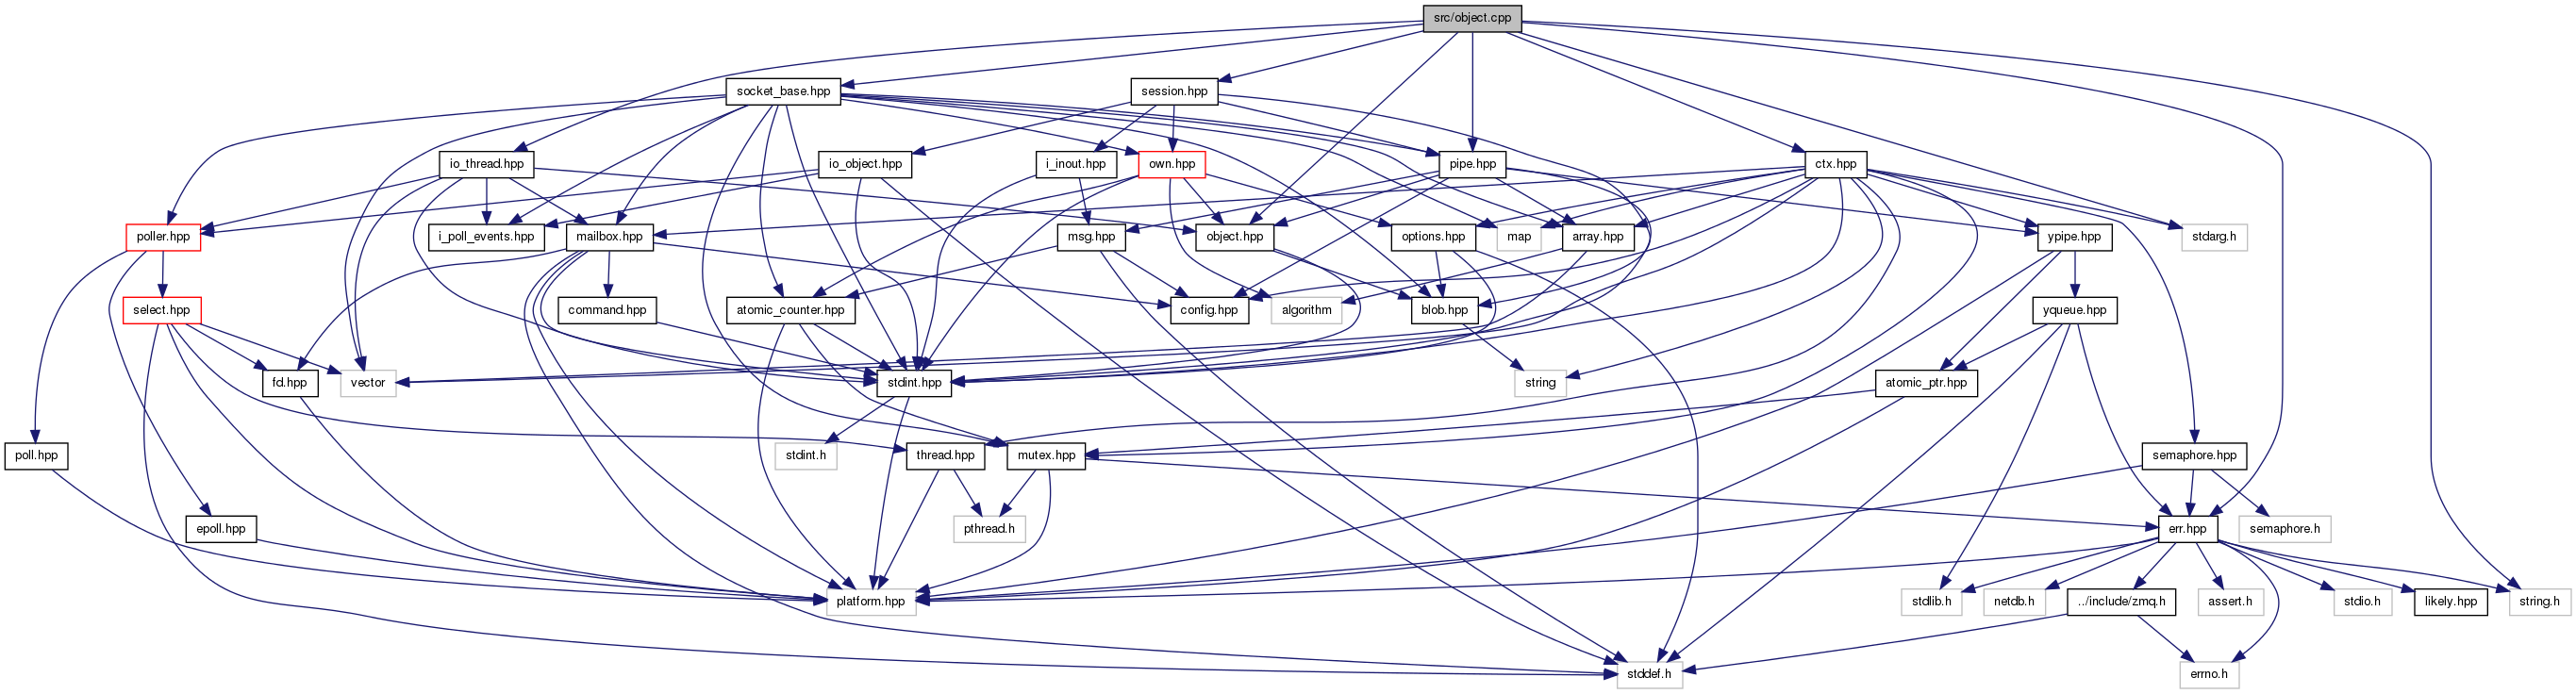 src/object.cpp
socket_base.hpp
session.hpp
io_thread.hpp
io_object.hpp
i_inout.hpp
own.hpp
pipe.hpp
ctx.hpp
poller.hpp
i_poll_events.hpp
mailbox.hpp
msg.hpp
object.hpp
options.hpp
map
array.hpp
ypipe.hpp
stdarg.h
select.hpp
command.hpp
atomic_counter.hpp
config.hpp
algorithm
blob.hpp
yqueue.hpp
fd.hpp
vector
stdint.hpp
string
atomic_ptr.hpp
poll.hpp
stdint.h
thread.hpp
mutex.hpp
semaphore.hpp
epoll.hpp
pthread.h
err.hpp
semaphore.h
platform.hpp
stdlib.h
netdb.h
../include/zmq.h
assert.h
stdio.h
likely.hpp
string.h
stddef.h
errno.h